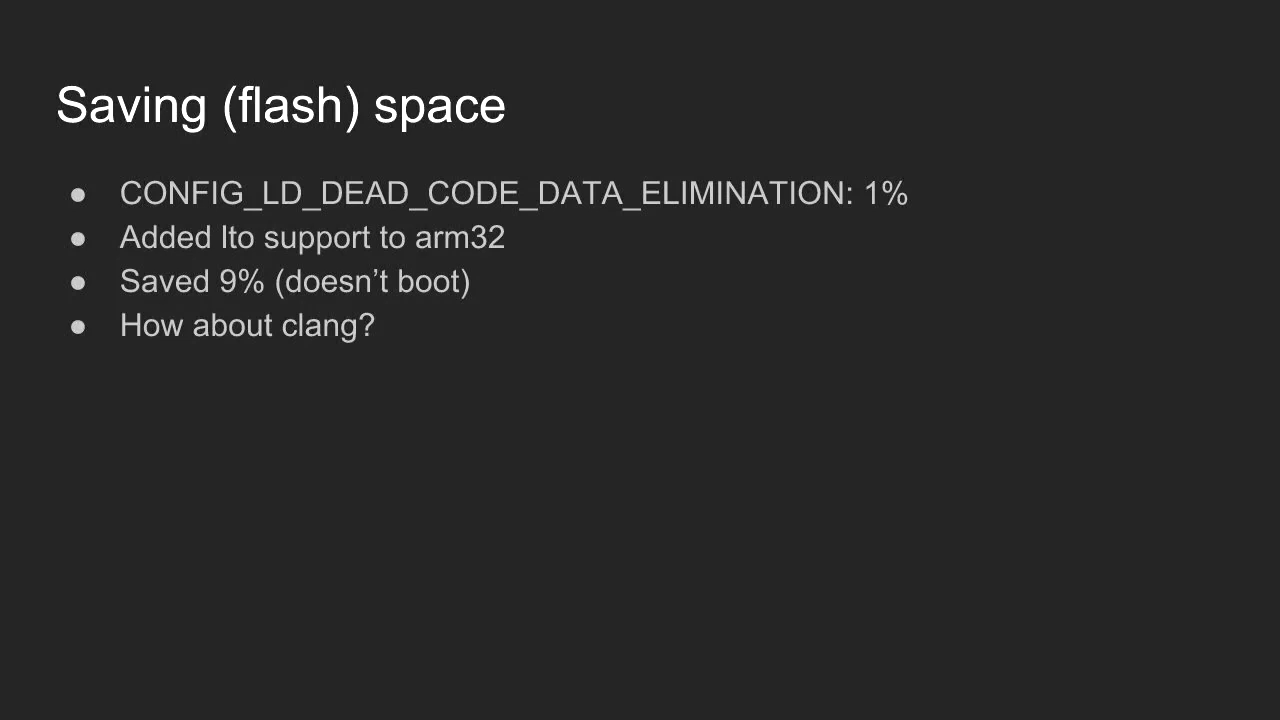 Saving (flash) space
● CONFIG_LD_DEAD_CODE_DATA_ELIMINATION: 1%
● Added lto support to arm32
● Saved 9% (doesn’t boot)
● How about clang?